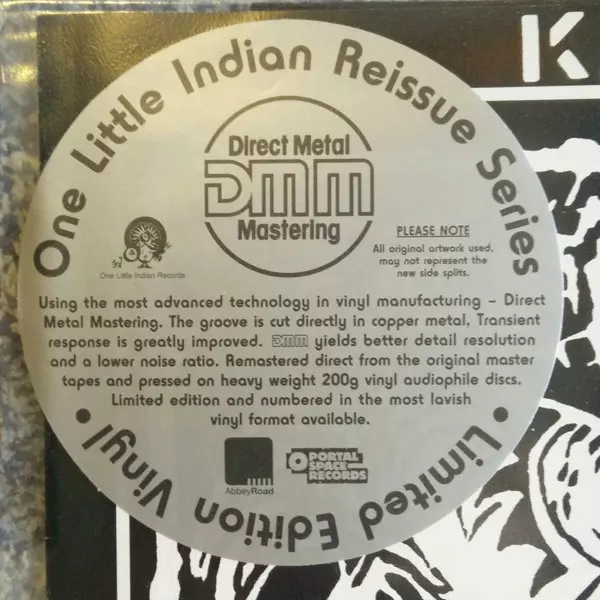 K
One Little Indian Reissue Series
Direct Metal
DMM
Mastering
One Little Indian Records
PLEASE NOTE
All original artwork used,
may not represent the
new side splits.
Using the most advanced technology in vinyl manufacturing – Direct
Metal Mastering. The groove is cut directly in copper metal, Transient
response is greatly improved. DMM yields better detail resolution
and a lower noise ratio. Remastered direct from the original master
tapes and pressed on heavy weight 200g vinyl audiophile discs.
Limited edition and numbered in the most lavish
vinyl format available.
AbbeyRoad
PORTAL
SPACE
RECORDS
• Limited Edition Vinyl •